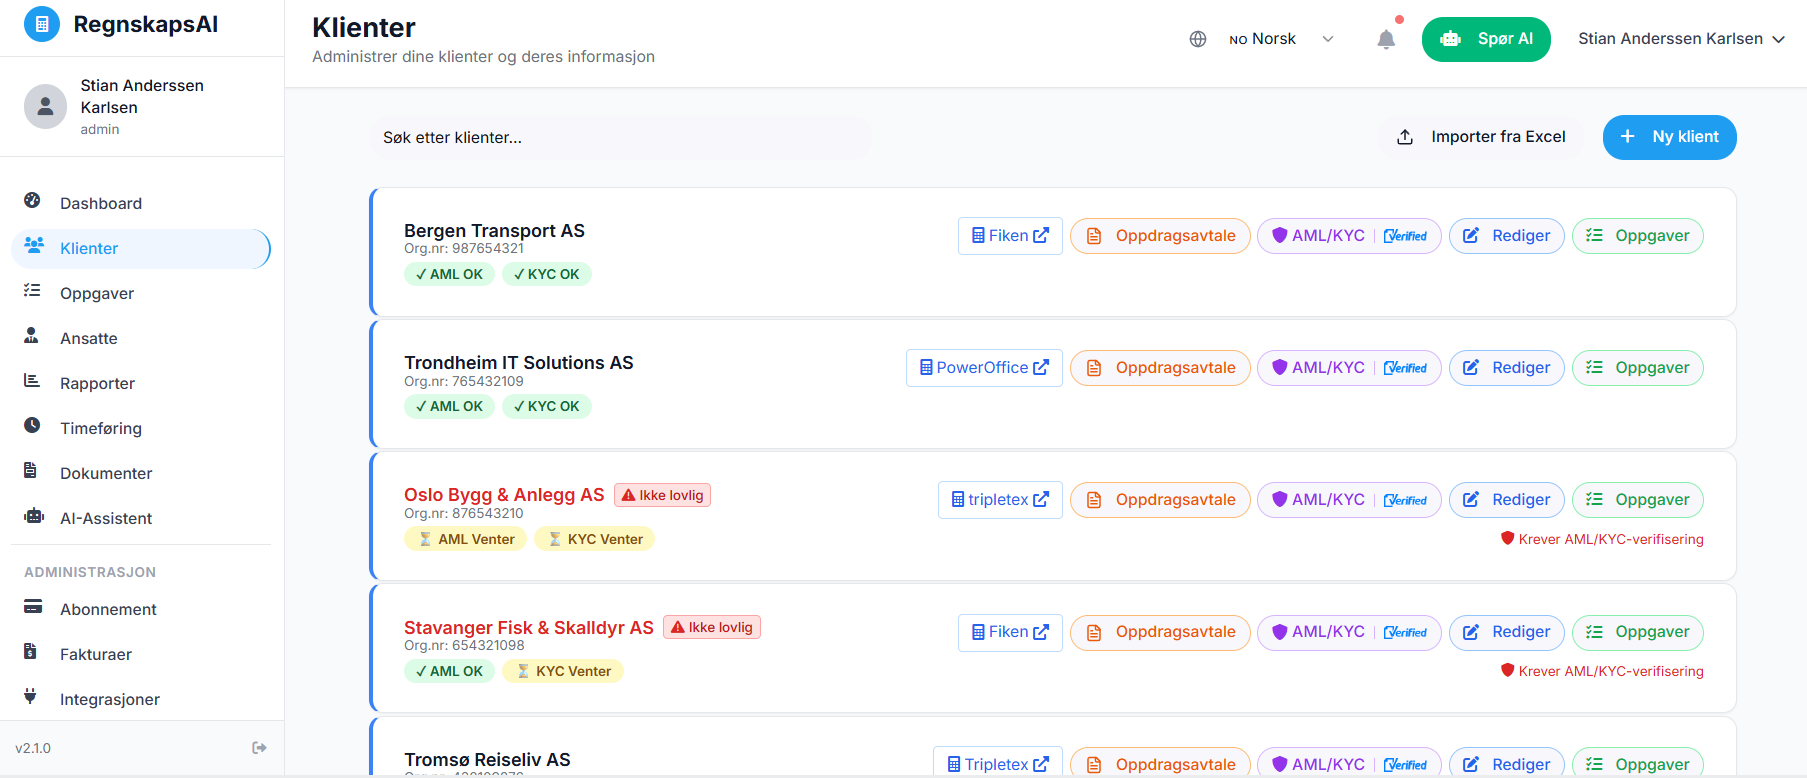 RegnskapsAI
Stian Anderssen
Karlsen
admin
Dashboard
Klienter
Oppgaver
Ansatte
Rapporter
Timeføring
Dokumenter
AI-Assistent
ADMINISTRASJON
Abonnement
Fakturaer
Integrasjoner
v2.1.0
Klienter
Administrer dine klienter og deres informasjon
NO Norsk
Spør AI
Stian Anderssen Karlsen
Søk etter klienter...
Importer fra Excel
+ Ny klient
Bergen Transport AS
Org.nr: 987654321
✓ AML OK ✓ KYC OK
Fiken Oppdragsavtale AML/KYC | Verified Rediger Oppgaver
Trondheim IT Solutions AS
Org.nr: 765432109
✓ AML OK ✓ KYC OK
PowerOffice Oppdragsavtale AML/KYC | Verified Rediger Oppgaver
Oslo Bygg & Anlegg AS Ikke lovlig
Org.nr: 876543210
⏳ AML Venter ⏳ KYC Venter
tripletex Oppdragsavtale AML/KYC | Verified Rediger Oppgaver
Krever AML/KYC-verifisering
Stavanger Fisk & Skalldyr AS Ikke lovlig
Org.nr: 654321098
✓ AML OK ⏳ KYC Venter
Fiken Oppdragsavtale AML/KYC | Verified Rediger Oppgaver
Krever AML/KYC-verifisering
Tromsø Reiseliv AS
Tripletex Oppdragsavtale AML/KYC | Verified Rediger Oppgaver